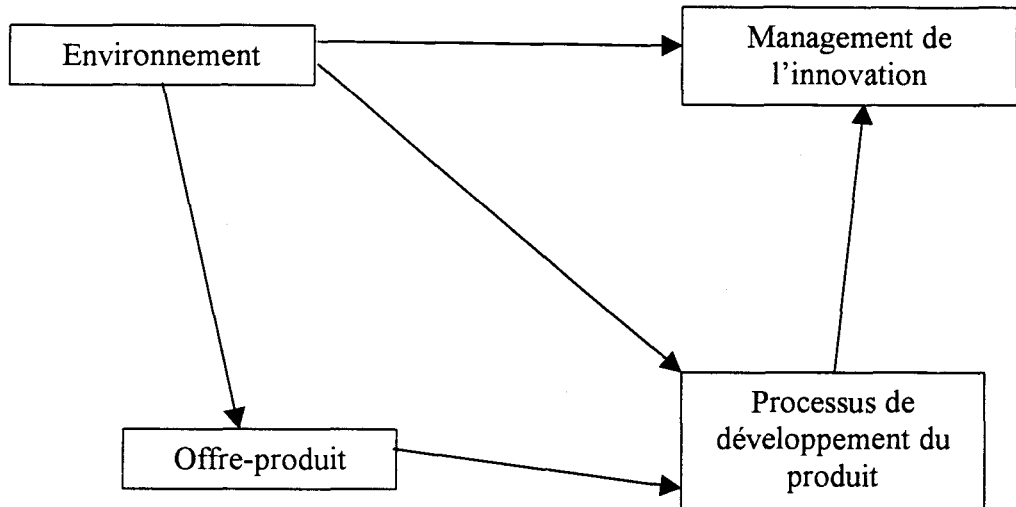 Environnement
Management de
l'innovation
Offre-produit
Processus de
développement du
produit